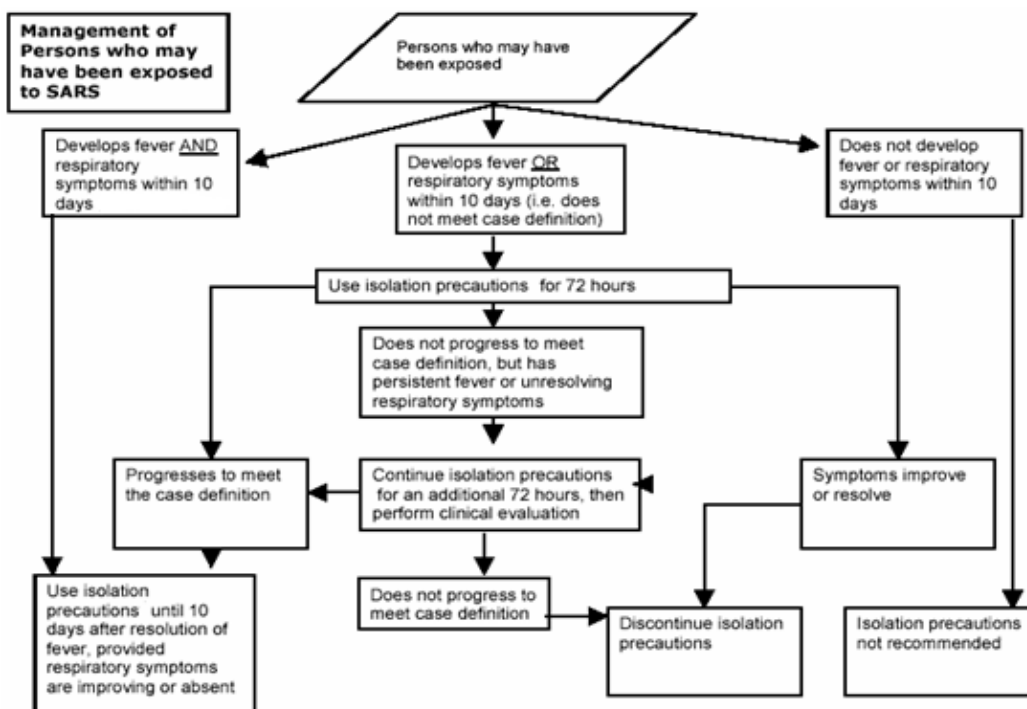 Management of
Persons who may
have been exposed
to SARS
Persons who may have
been exposed
Develops fever AND
respiratory
symptoms within 10
days
Develops fever OR
respiratory symptoms
within 10 days (i.e. does
not meet case definition)
Does not develop
fever or respiratory
symptoms within 10
days
Use isolation precautions for 72 hours
Does not progress to meet
case definition, but has
persistent fever or unresolving
respiratory symptoms
Progresses to meet
the case definition
Continue isolation precautions
for an additional 72 hours, then
perform clinical evaluation
Symptoms improve
or resolve
Use isolation
precautions until 10
days after resolution of
fever, provided
respiratory symptoms
are improving or absent
Does not progress to
meet case definition
Discontinue isolation
precautions
Isolation precautions
not recommended